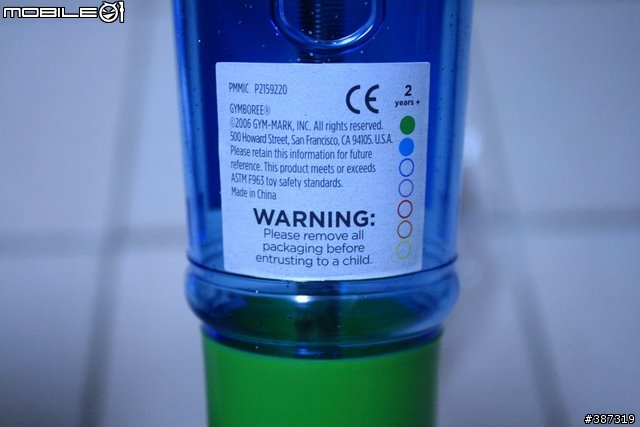 MOBILE01
PMMIC P2159220
GYMBOREE®
©2006 GYM-MARK, INC. All rights reserved.
500 Howard Street, San Francisco, CA 94105. U.S.A.
Please retain this information for future
reference. This product meets or exceeds
ASTM F963 toy safety standards.
Made in China
CE
2
years +
WARNING:
Please remove all
packaging before
entrusting to a child.
#387319